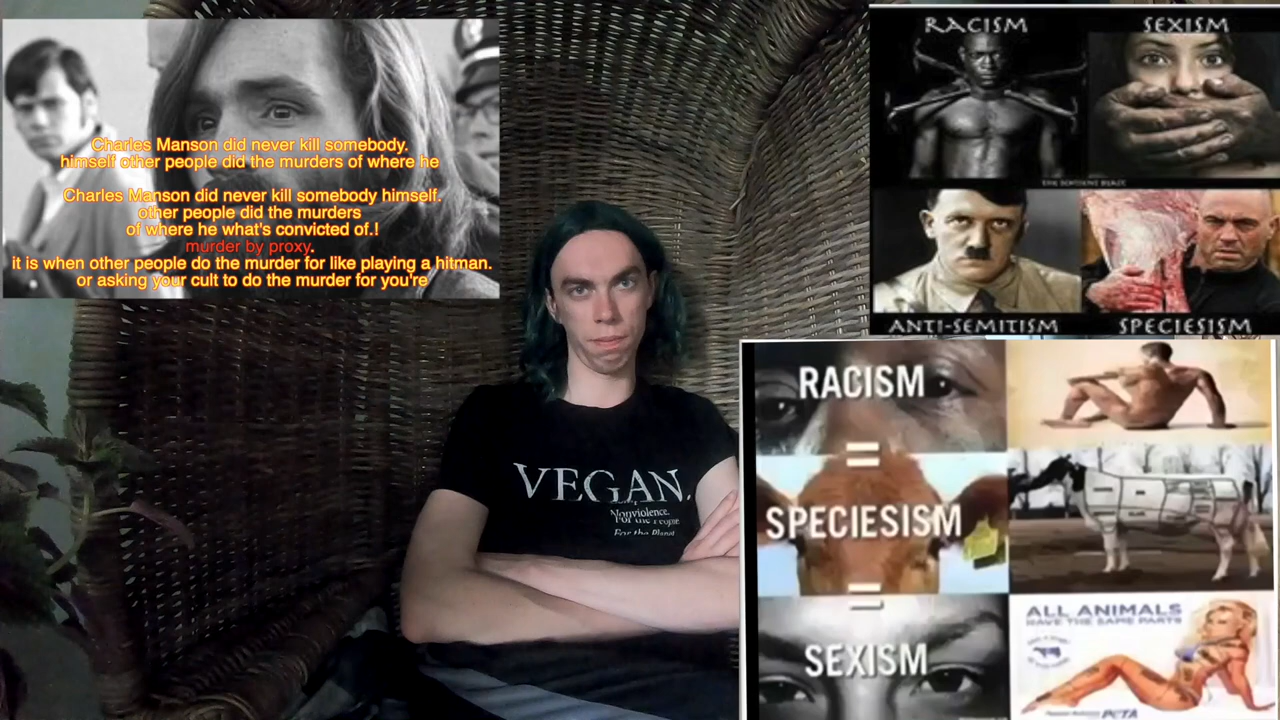 Charles Manson did never kill somebody.
himself other people did the murders of where he
Charles Manson did never kill somebody himself.
other people did the murders
of where he what's convicted of.!
murder by proxy.
it is when other people do the murder for like playing a hitman.
or asking your cult to do the murder for you're
RACISM SEXISM
ANTI-SEMITISM SPECIESISM
VEGAN.
Nonviolence.
For the People
For the Planet
RACISM
=
SPECIESISM
=
SEXISM
ALL ANIMALS
HAVE THE SAME PARTS
PETA